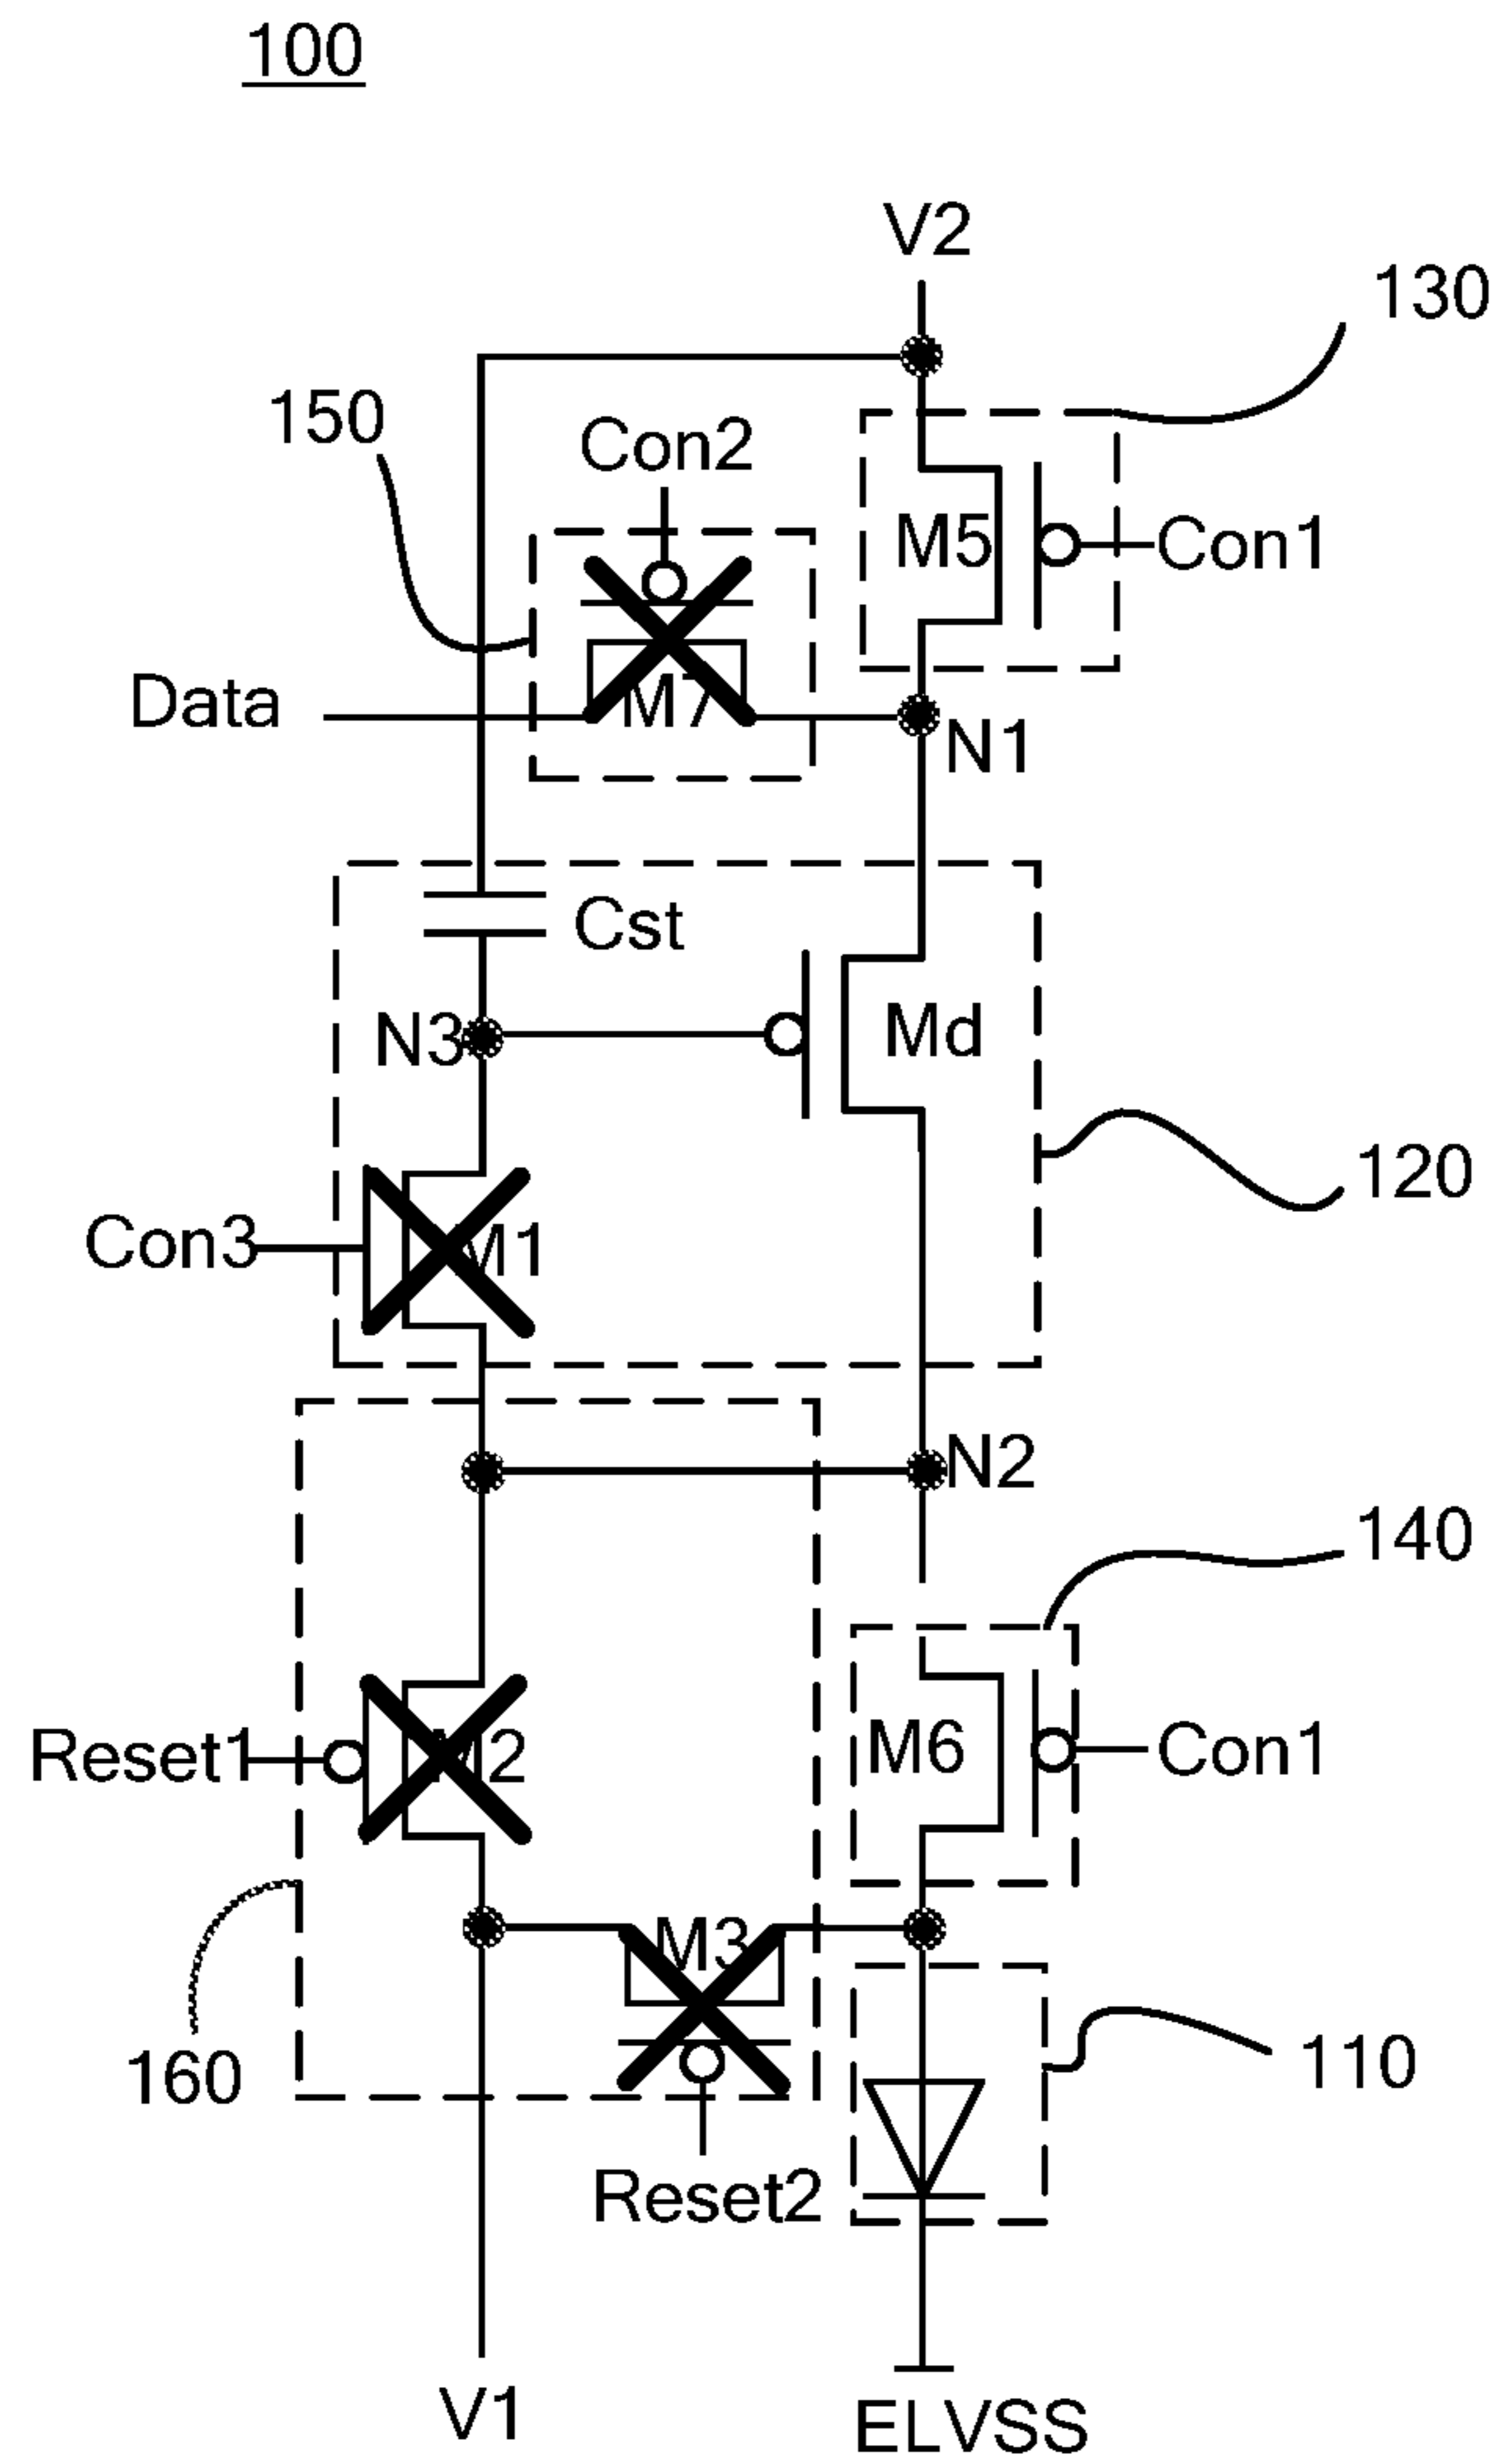 100
V2
130
150
Con2
M5
Con1
Data
M7
N1
Cst
N3
Md
120
Con3
M1
N2
140
Reset1
M2
M6
Con1
M3
160
110
Reset2
V1
ELVSS